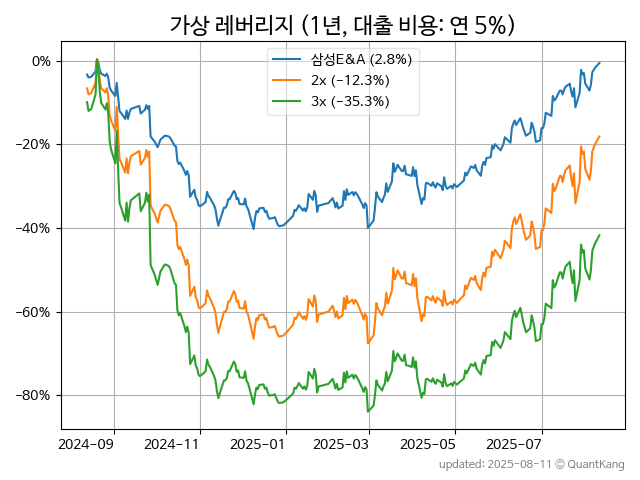 가상 레버리지 (1년, 대출 비용: 연 5%)
삼성E&A (2.8%)
2x (−12.3%)
3x (−35.3%)
0%
−20%
−40%
−60%
−80%
2024-09 2024-11 2025-01 2025-03 2025-05 2025-07
updated: 2025-08-11 © QuantKang